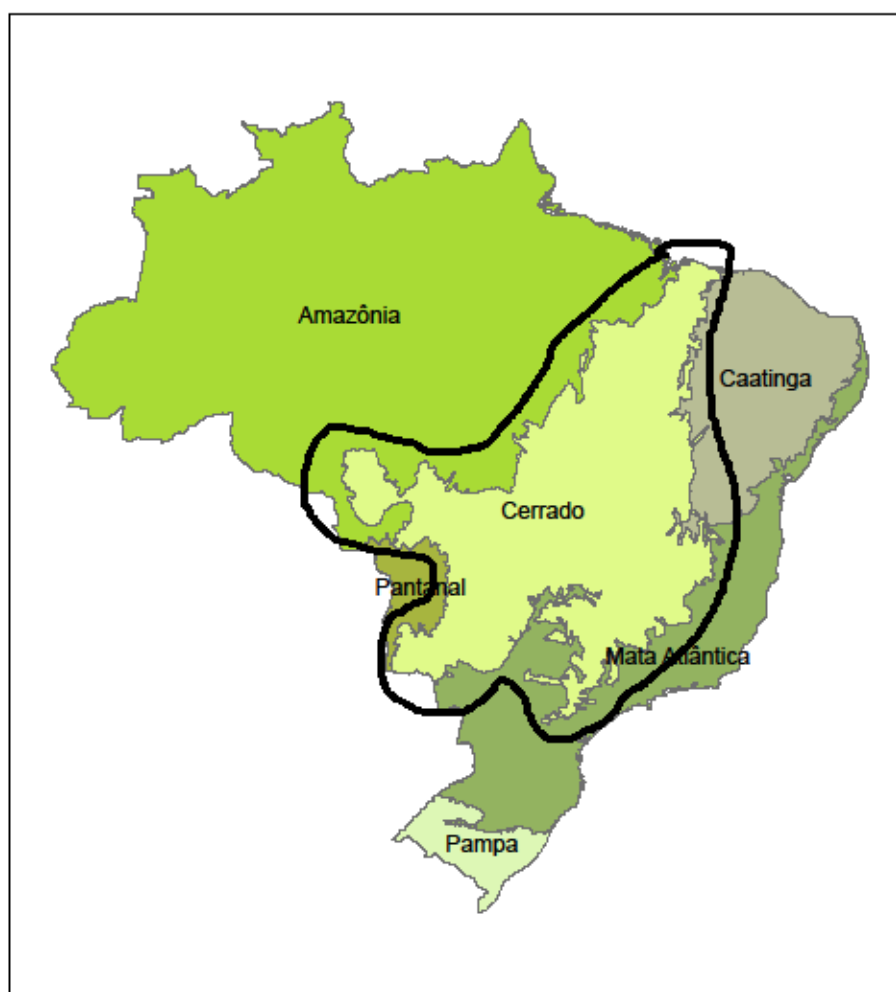 Amazônia
Caatinga
Cerrado
Pantanal
Mata Atlântica
Pampa